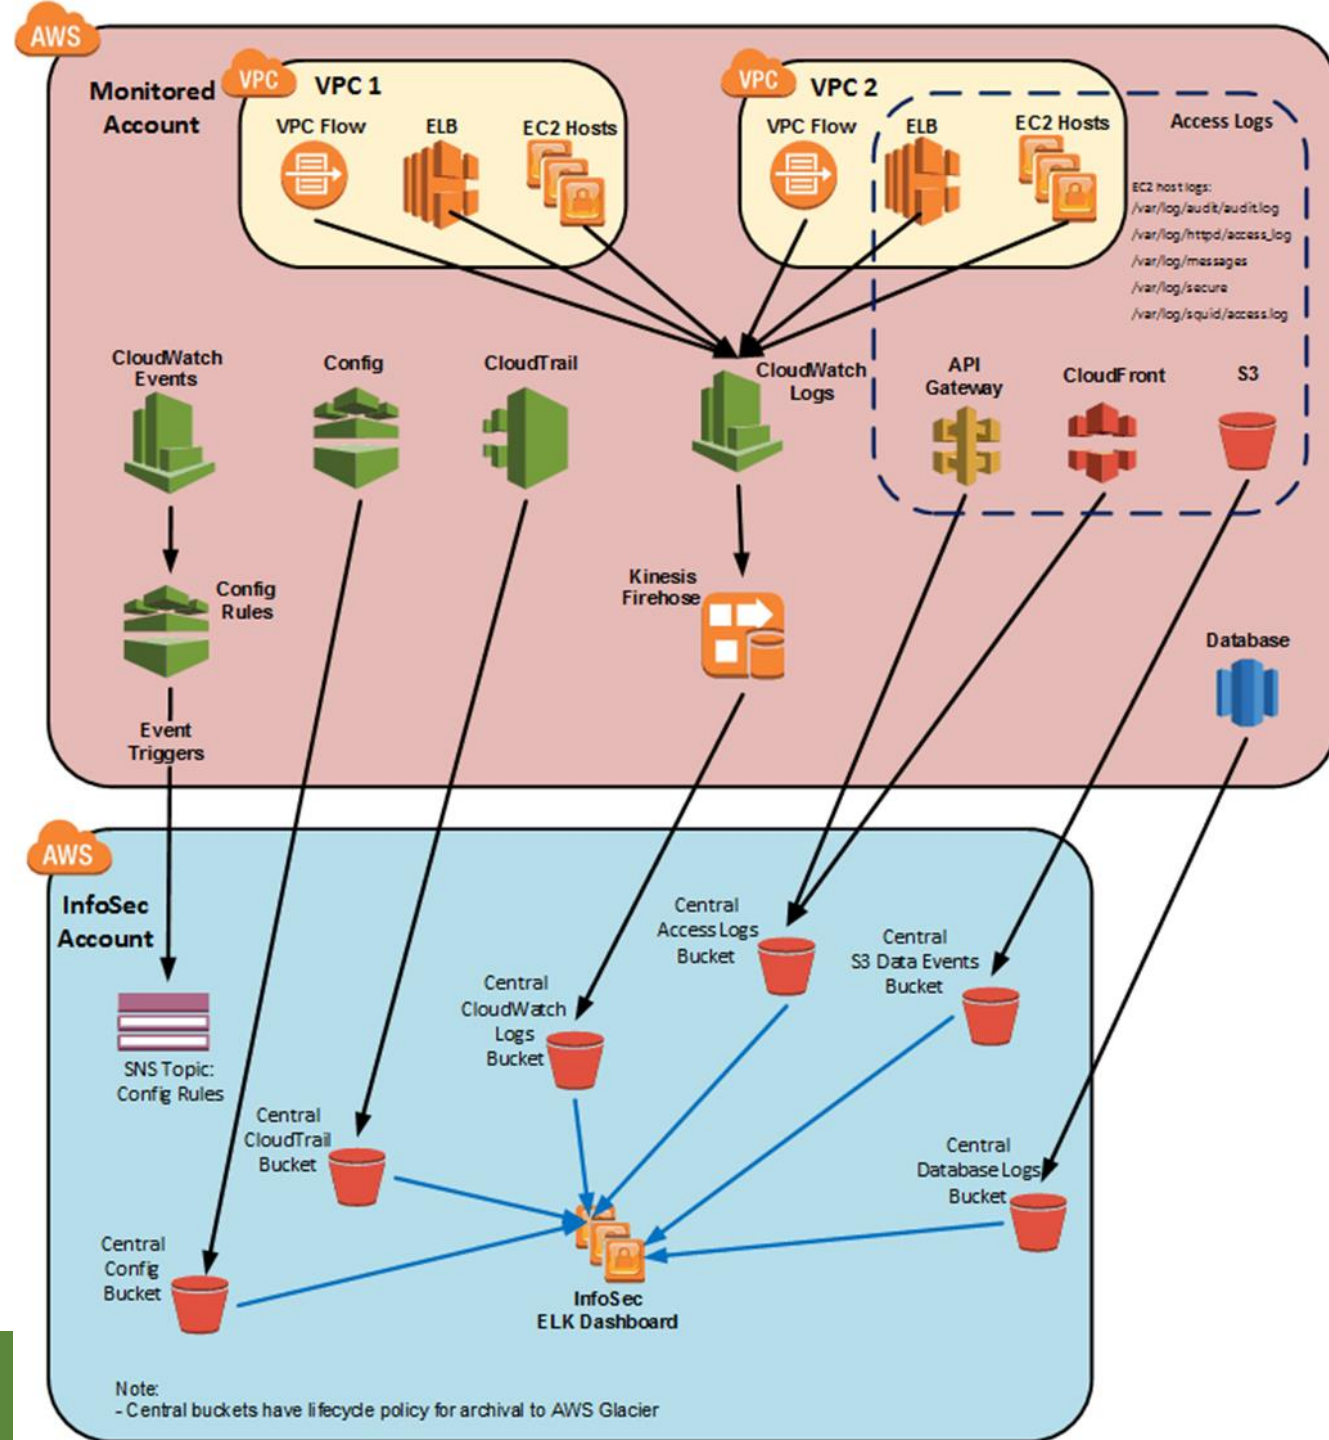 AWS
Monitored
Account
VPC
VPC 1
VPC Flow
ELB
EC2 Hosts
VPC
VPC 2
VPC Flow
ELB
EC2 Hosts
Access Logs
EC2 host logs:
/var/log/audit/audit.log
/var/log/httpd/access_log
/var/log/messages
/var/log/secure
/var/log/squid/access.log
CloudWatch
Events
Config
CloudTrail
CloudWatch
Logs
API
Gateway
CloudFront
S3
Config
Rules
Kinesis
Firehose
Database
Event
Triggers
AWS
InfoSec
Account
Central
Access Logs
Bucket
Central
S3 Data Events
Bucket
Central
CloudWatch
Logs
Bucket
SNS Topic:
Config Rules
Central
CloudTrail
Bucket
Central
Database Logs
Bucket
Central
Config
Bucket
InfoSec
ELK Dashboard
Note:
- Central buckets have lifecycle policy for archival to AWS Glacier